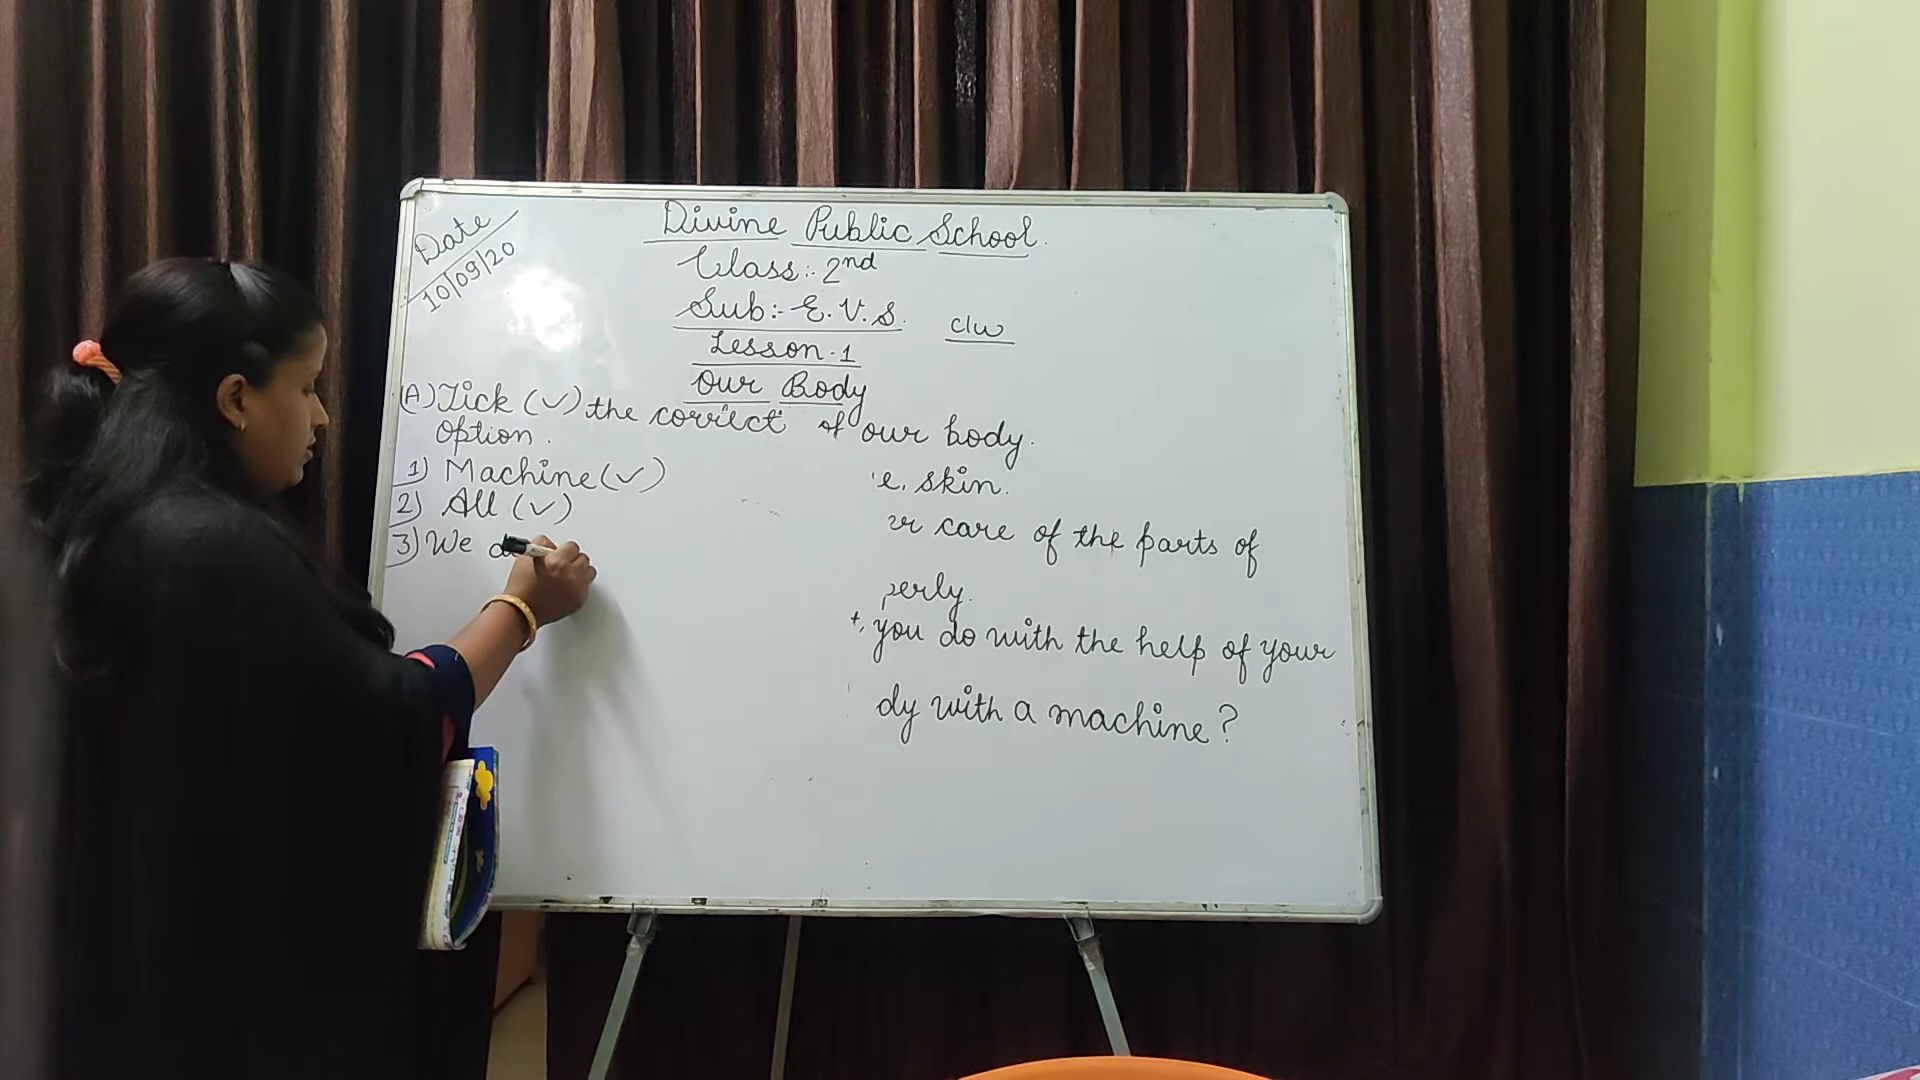 Date
10/09/20
Divine Public School.
Class:- 2nd
Sub:- E.V.S.
c/w
Lesson-1
Our Body
(A) Tick (✓) the correct of our body.
option.
1) Machine (✓)
2) All (✓)
3) We
skin.
care of the parts of
perly.
you do with the help of your
dy with a machine?